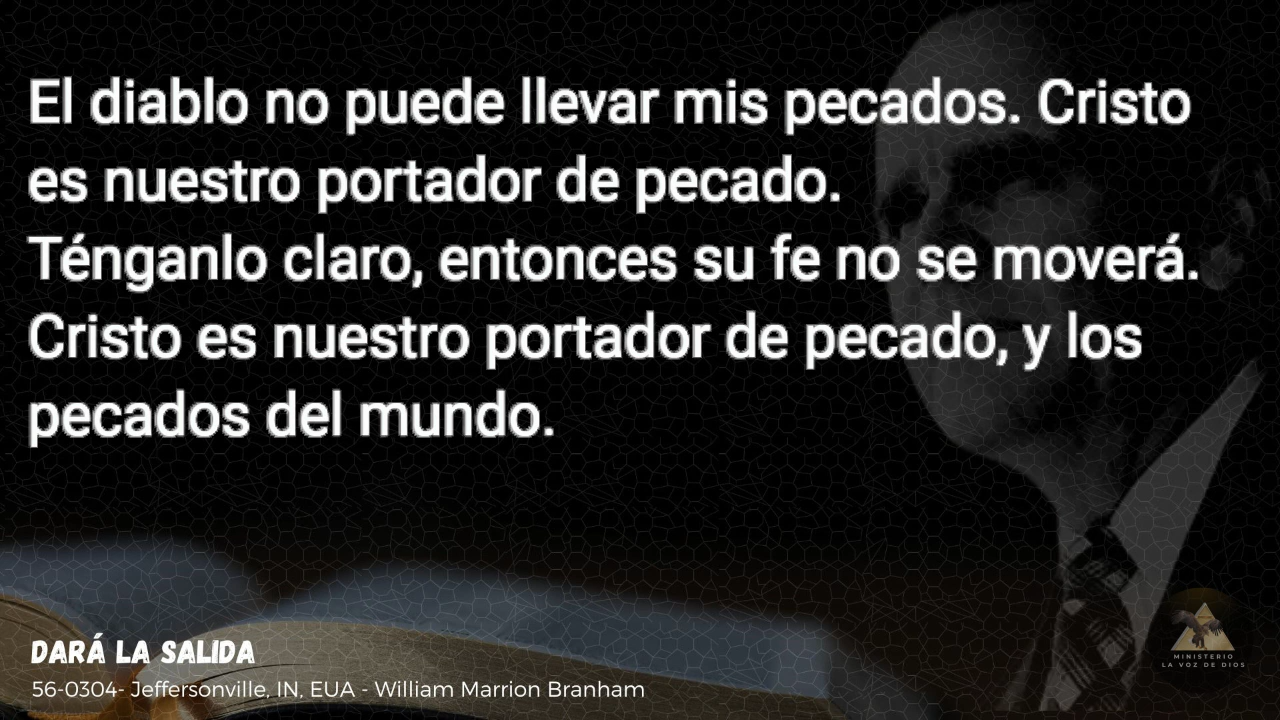 El diablo no puede llevar mis pecados. Cristo
es nuestro portador de pecado.
Ténganlo claro, entonces su fe no se moverá.
Cristo es nuestro portador de pecado, y los
pecados del mundo.
DARÁ LA SALIDA
56-0304- Jeffersonville, IN, EUA - William Marrion Branham
MINISTERIO
LA VOZ DE DIOS